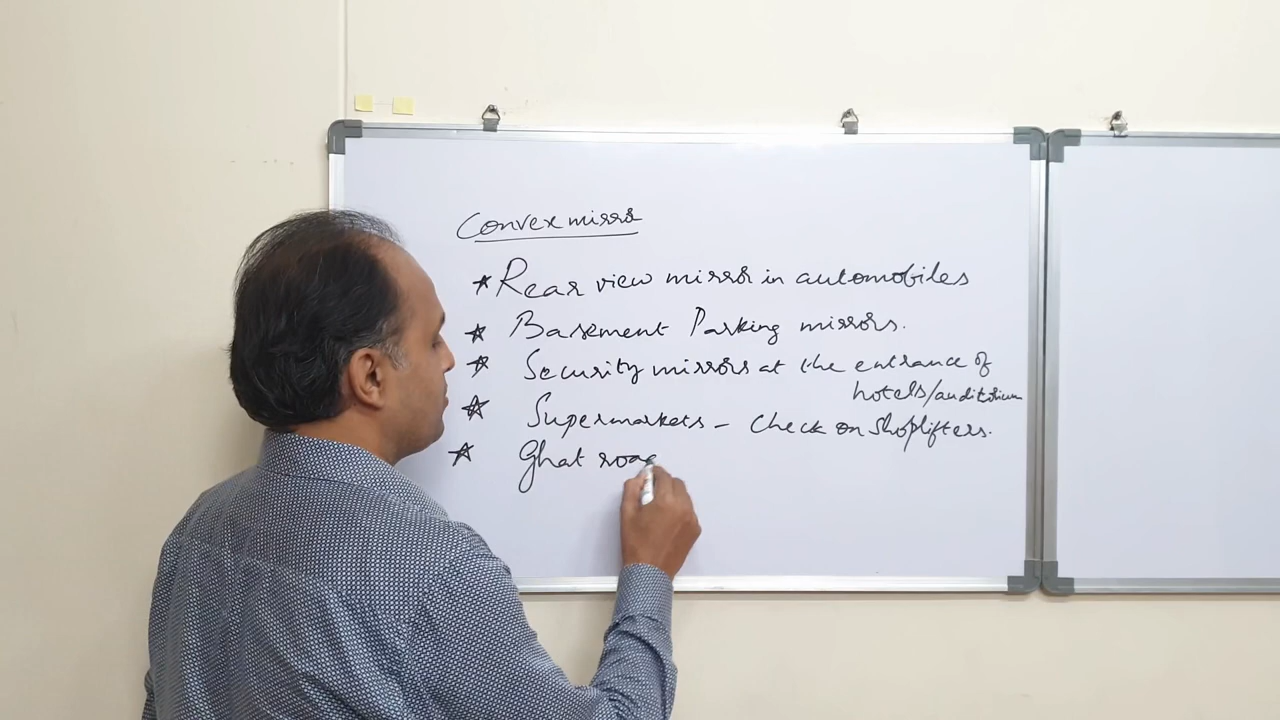 Convex mirror
* Rear view mirror in automobiles
* Basement Parking mirrors.
* Security mirrors at the entrance of
hotels/auditorium
* Supermarkets - Check on Shoplifters.
* Ghat roa